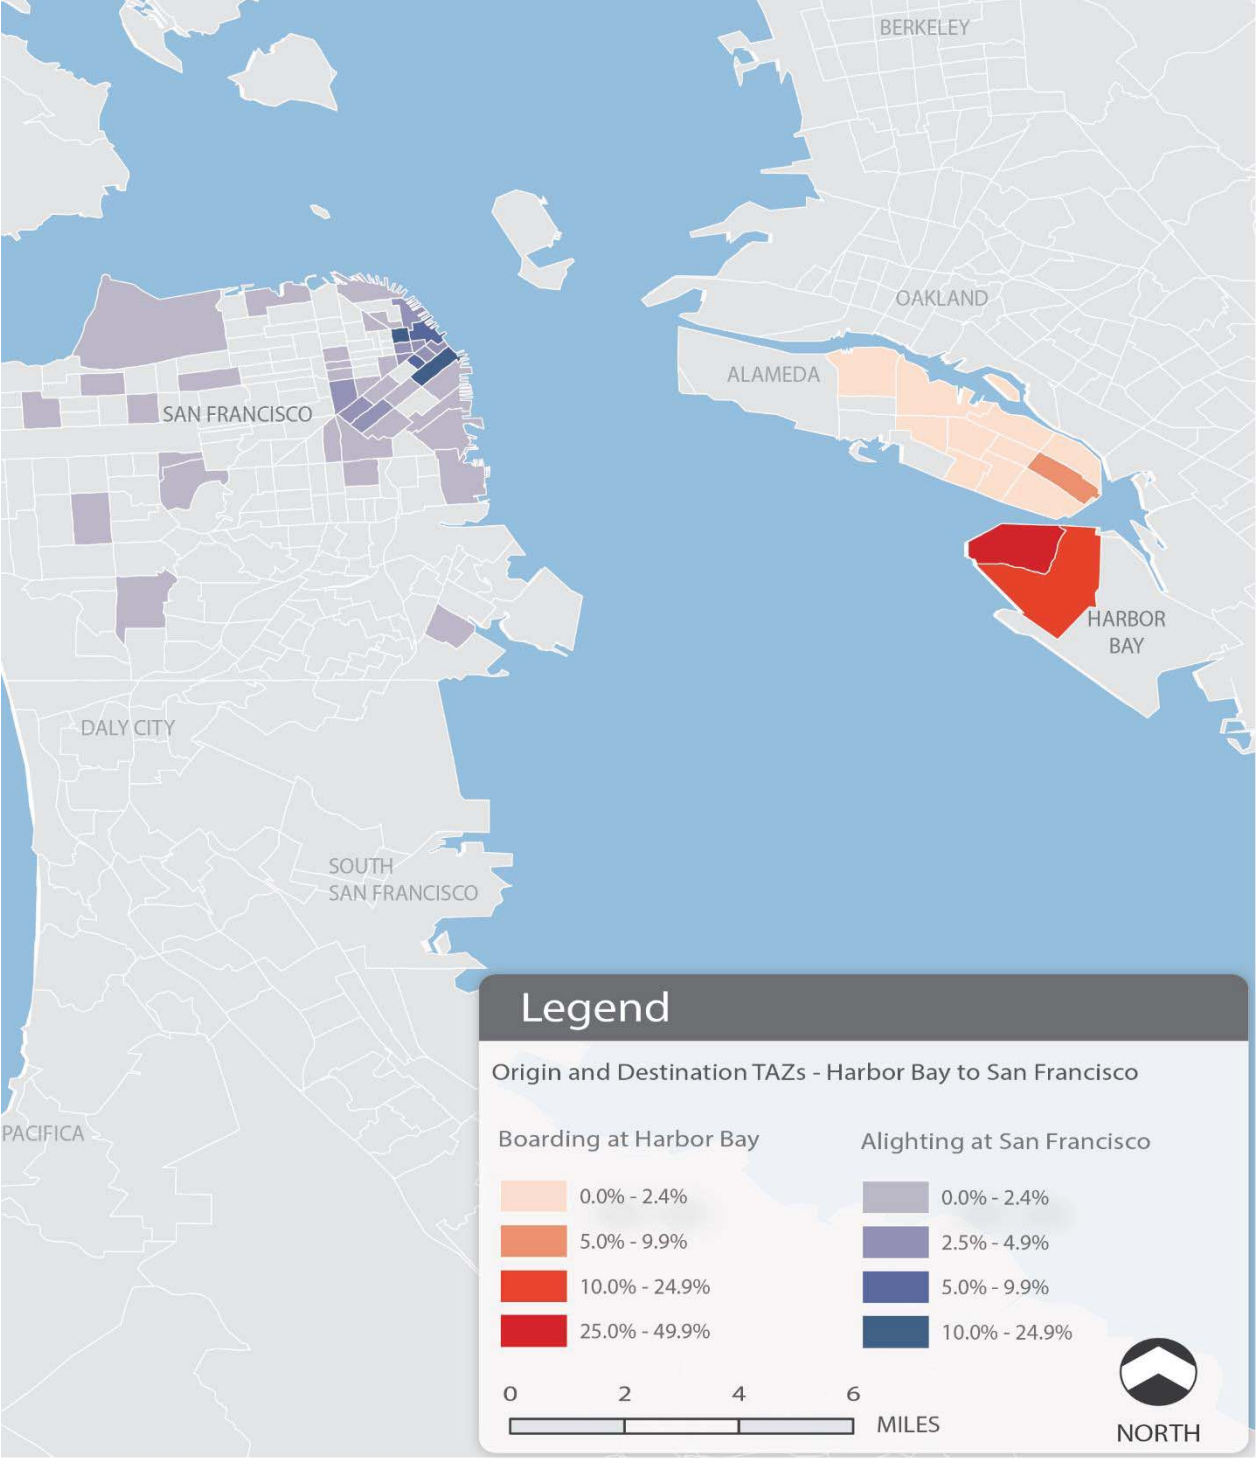 BERKELEY
OAKLAND
ALAMEDA
SAN FRANCISCO
HARBOR
BAY
DALY CITY
SOUTH
SAN FRANCISCO
PACIFICA
Legend
Origin and Destination TAZs - Harbor Bay to San Francisco
Boarding at Harbor Bay
0.0% - 2.4%
5.0% - 9.9%
10.0% - 24.9%
25.0% - 49.9%
Alighting at San Francisco
0.0% - 2.4%
2.5% - 4.9%
5.0% - 9.9%
10.0% - 24.9%
0 2 4 6
MILES
NORTH